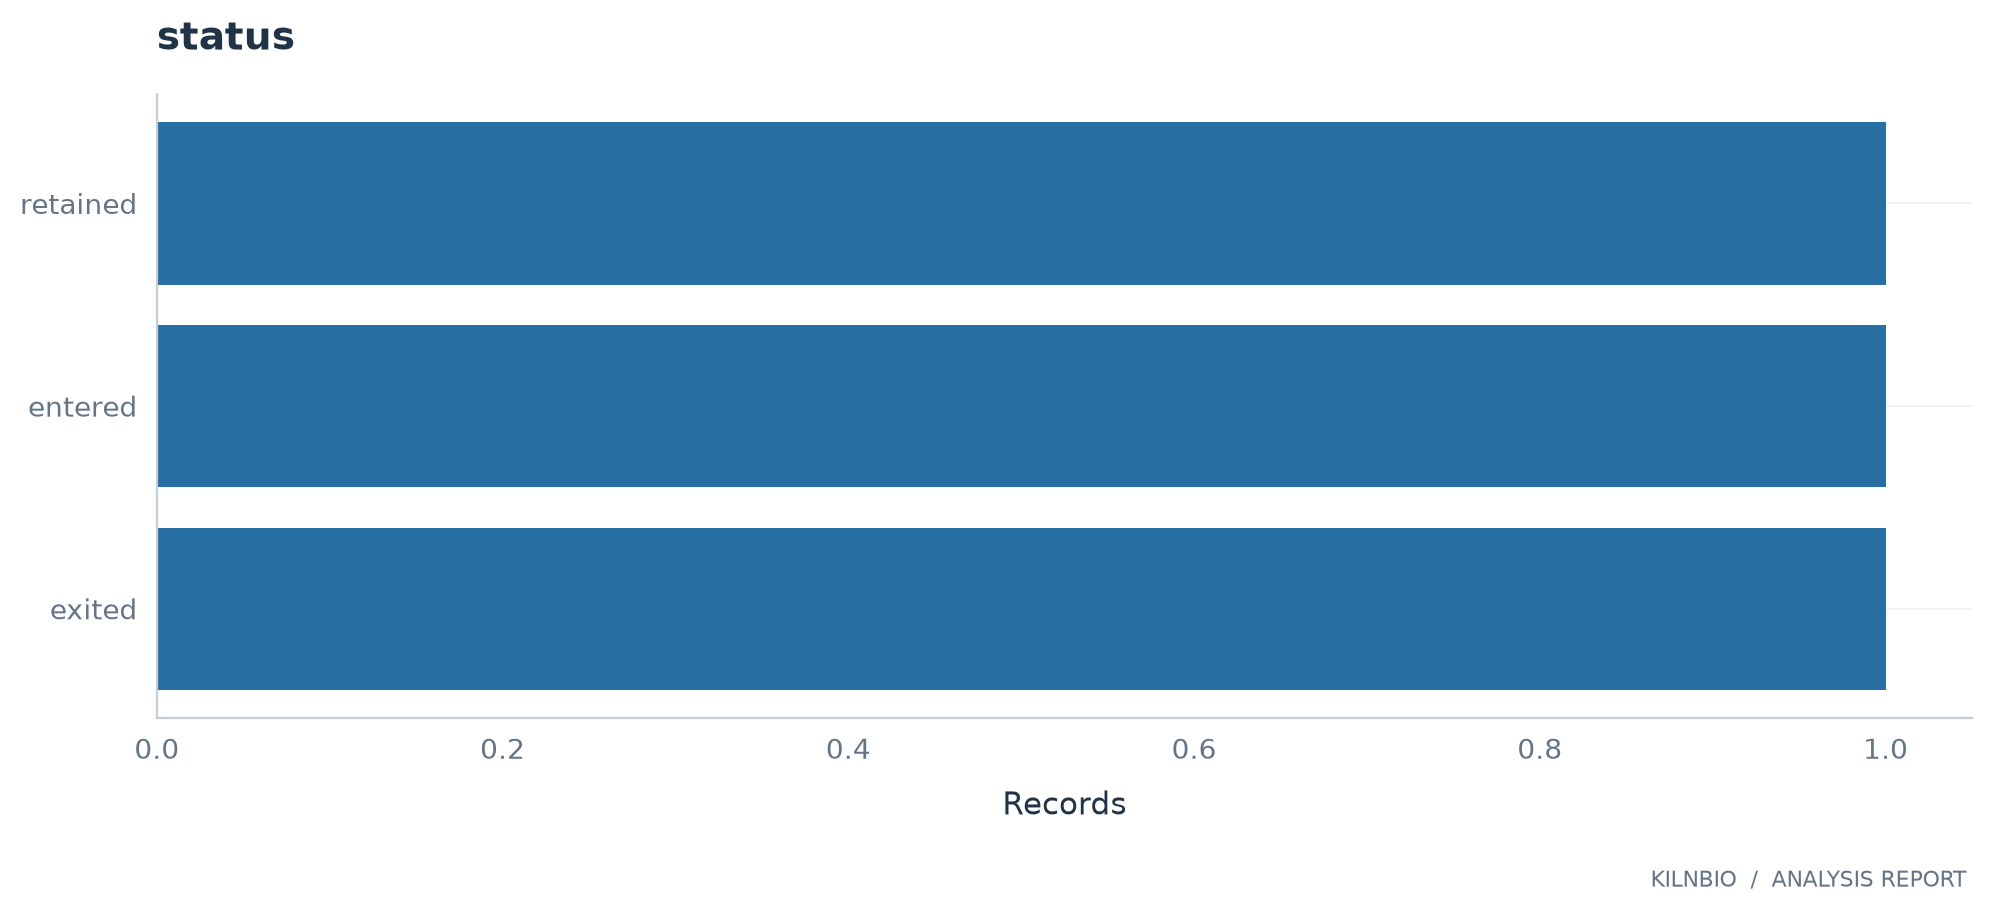 status
retained
entered
exited
0.0 0.2 0.4 0.6 0.8 1.0
Records
KILNBIO / ANALYSIS REPORT